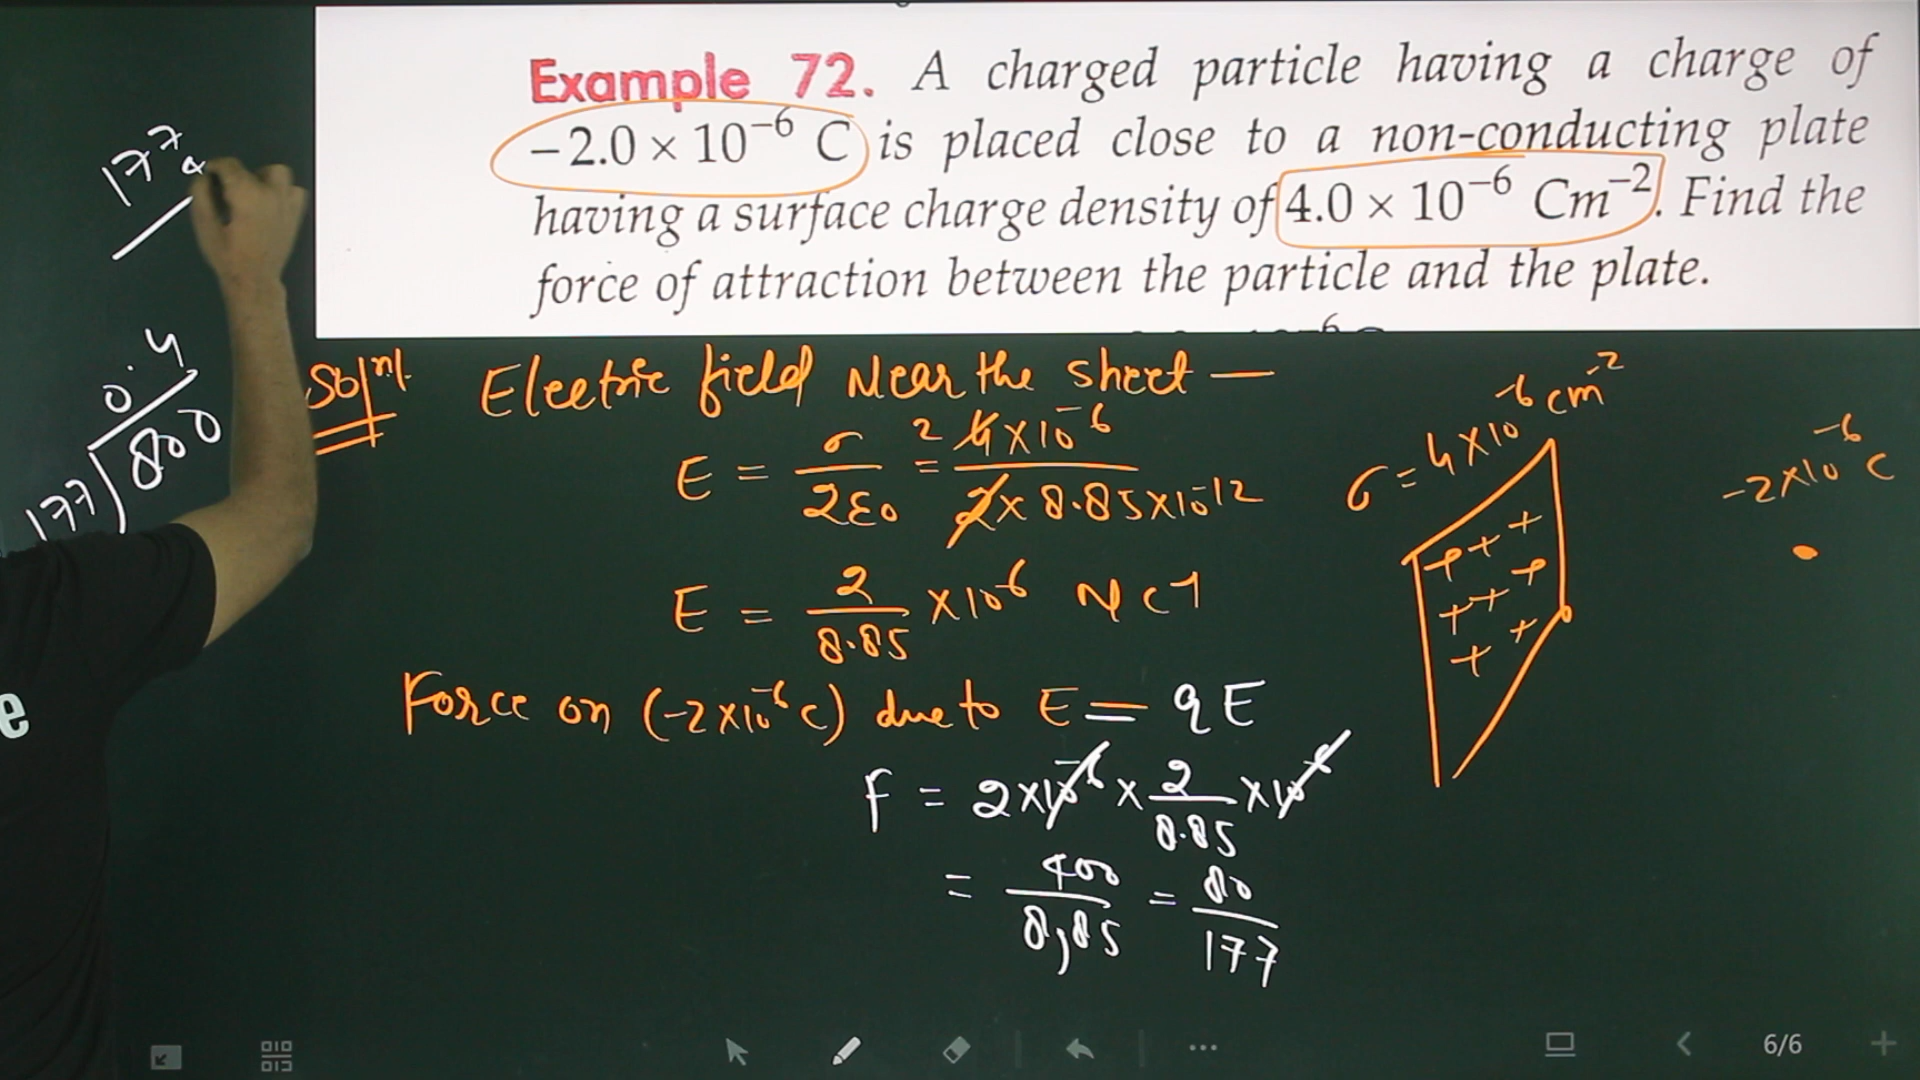 Example 72. A charged particle having a charge of
−2.0 × 10⁻⁶ C is placed close to a non-conducting plate
having a surface charge density of 4.0 × 10⁻⁶ Cm⁻². Find the
force of attraction between the particle and the plate.
Solⁿ. Electric field Near the sheet —
E = σ/2ε0 = 2 4×10⁻⁶/2×8.85×10⁻¹²
E = 2/8.85 ×10⁶ NC⁻¹
Force on (-2×10⁻⁶C) due to E = qE
F = 2×10⁻⁶ × 2/8.85 ×10⁶
= 400/8,85 = 80/177
σ = 4×10⁻⁶ cm⁻²
+ + +
+ + +
+ +
-2×10⁻⁶ C
177
4
0.4
177)800
e
6/6